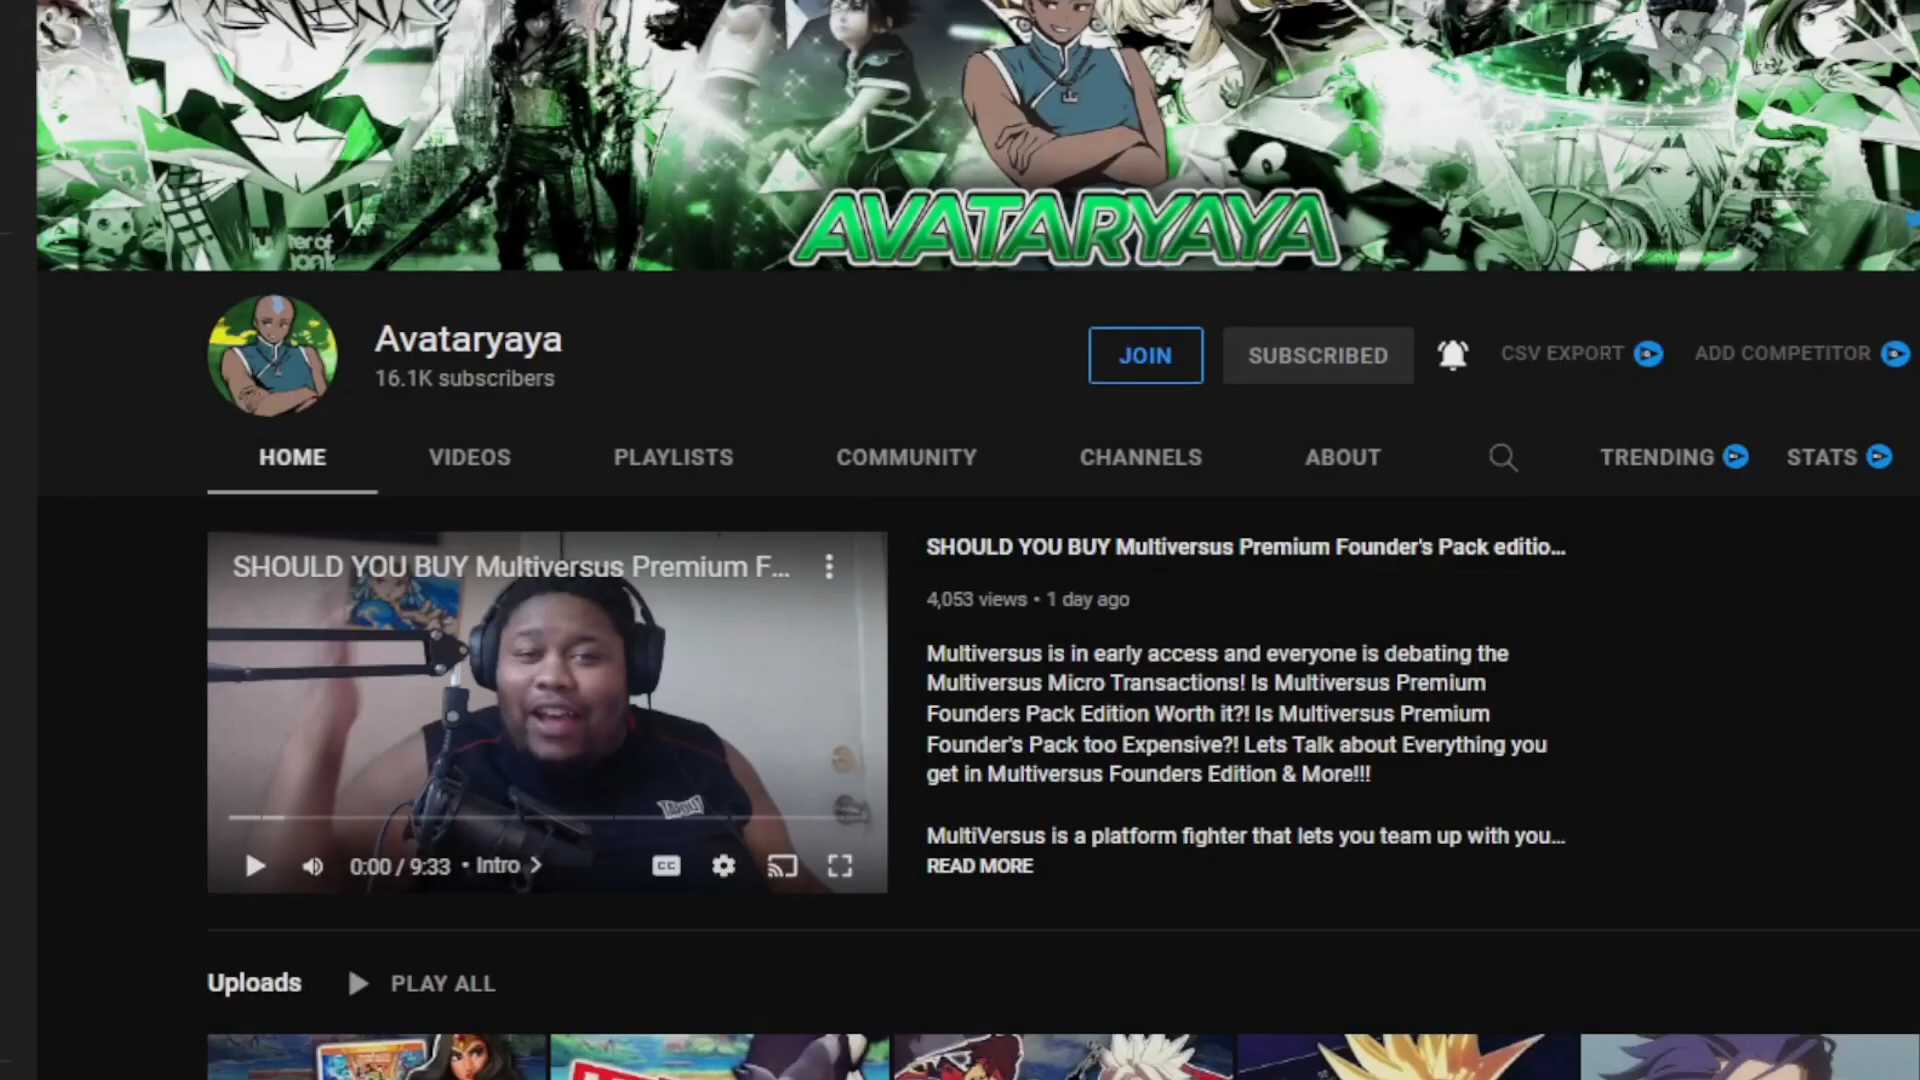 AVATARYAYA
Avataryaya
16.1K subscribers
JOIN
SUBSCRIBED
CSV EXPORT
ADD COMPETITOR
HOME
VIDEOS
PLAYLISTS
COMMUNITY
CHANNELS
ABOUT
TRENDING
STATS
SHOULD YOU BUY Multiversus Premium F...
0:00 / 9:33 • Intro
CC
SHOULD YOU BUY Multiversus Premium Founder's Pack editio...
4,053 views • 1 day ago
Multiversus is in early access and everyone is debating the
Multiversus Micro Transactions! Is Multiversus Premium
Founders Pack Edition Worth it?! Is Multiversus Premium
Founder's Pack too Expensive?! Lets Talk about Everything you
get in Multiversus Founders Edition & More!!!
MultiVersus is a platform fighter that lets you team up with you...
READ MORE
Uploads
PLAY ALL